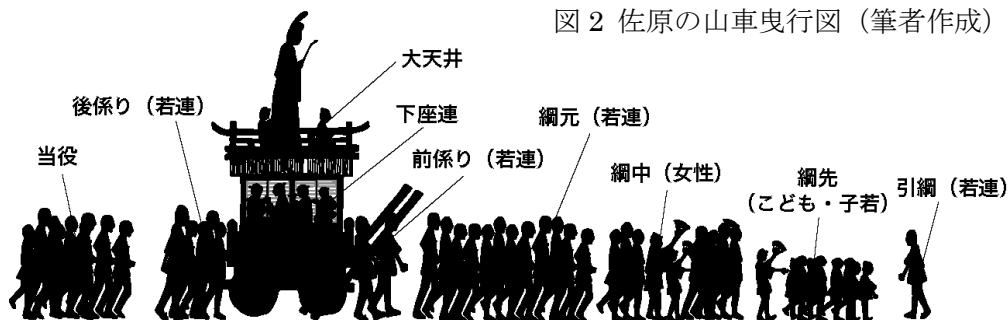 図 2 佐原の山車曳行図（筆者作成）
大天井
後係り（若連）
下座連
綱元（若連）
当役
前係り（若連）
綱中（女性）
綱先
（こども・子若）
引綱（若連）